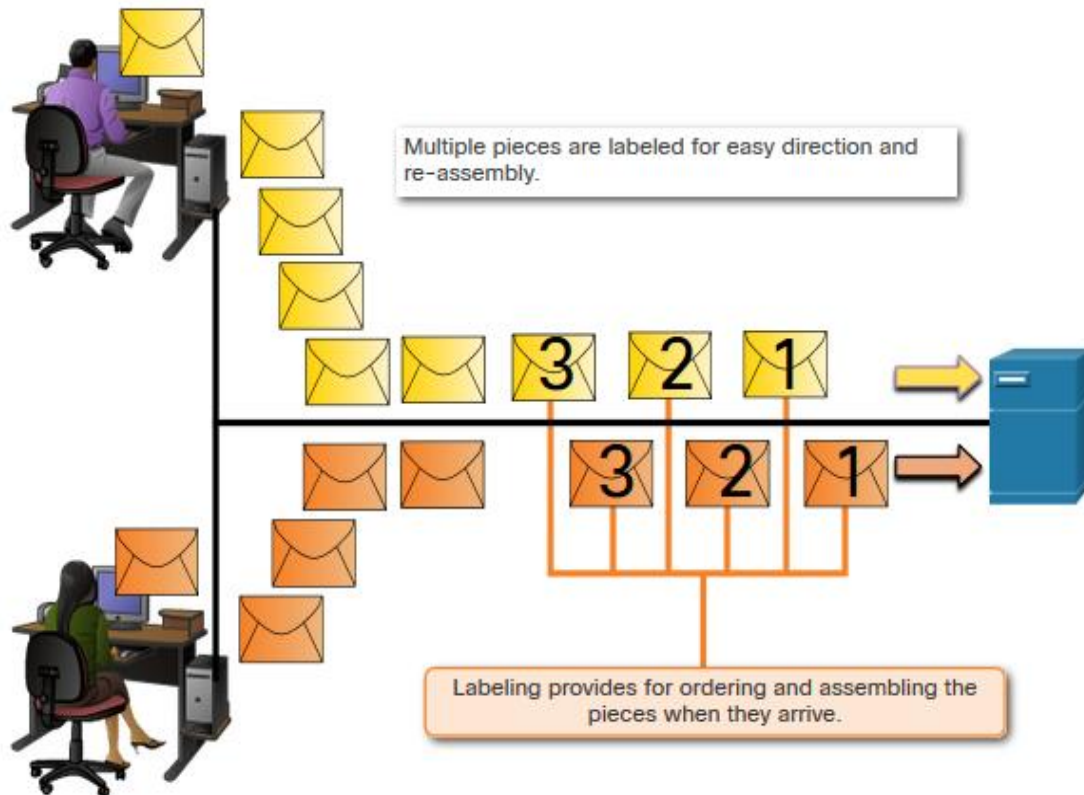 Multiple pieces are labeled for easy direction and
re-assembly.
3 2 1
3 2 1
Labeling provides for ordering and assembling the
pieces when they arrive.